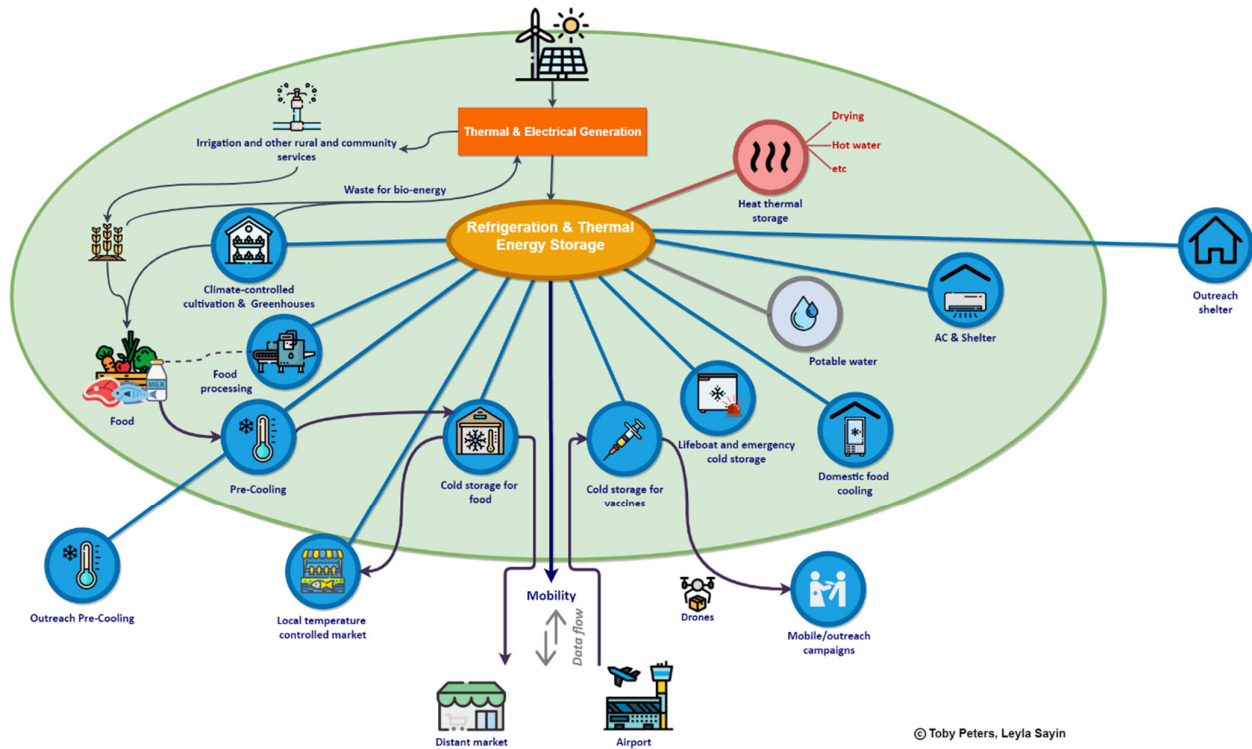 Thermal & Electrical Generation
Irrigation and other rural and community
services
Drying
Hot water
etc
Heat thermal
storage
Waste for bio-energy
Refrigeration & Thermal
Energy Storage
Climate-controlled
cultivation & Greenhouses
Outreach
shelter
AC & Shelter
Potable water
Food
processing
MILK
Food
Pre-Cooling
Cold storage for
food
Cold storage for
vaccines
Lifeboat and emergency
cold storage
Domestic food
cooling
Outreach Pre-Cooling
Local temperature
controlled market
Mobility
Data flow
Drones
Mobile/outreach
campaigns
Distant market
Airport
© Toby Peters, Leyla Sayin